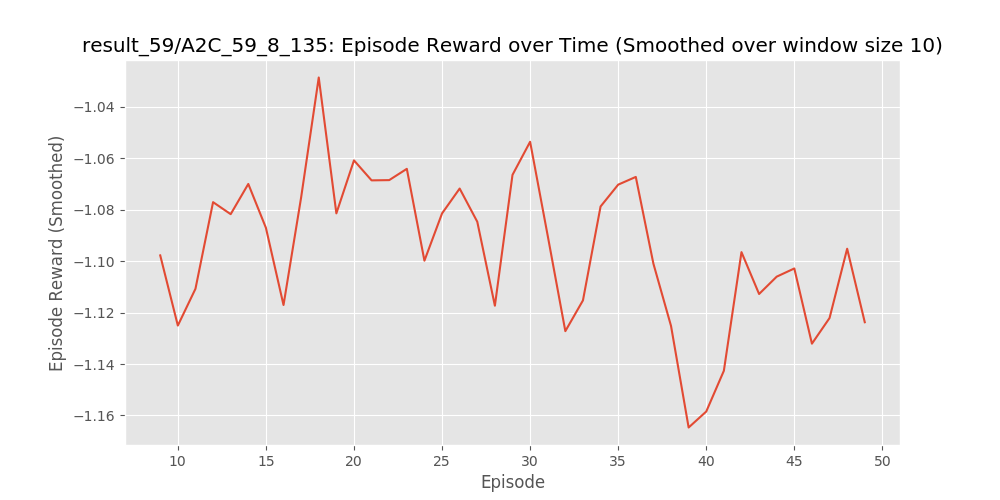 result_59/A2C_59_8_135: Episode Reward over Time (Smoothed over window size 10)
Episode Reward (Smoothed)
−1.04
−1.06
−1.08
−1.10
−1.12
−1.14
−1.16
10 15 20 25 30 35 40 45 50
Episode